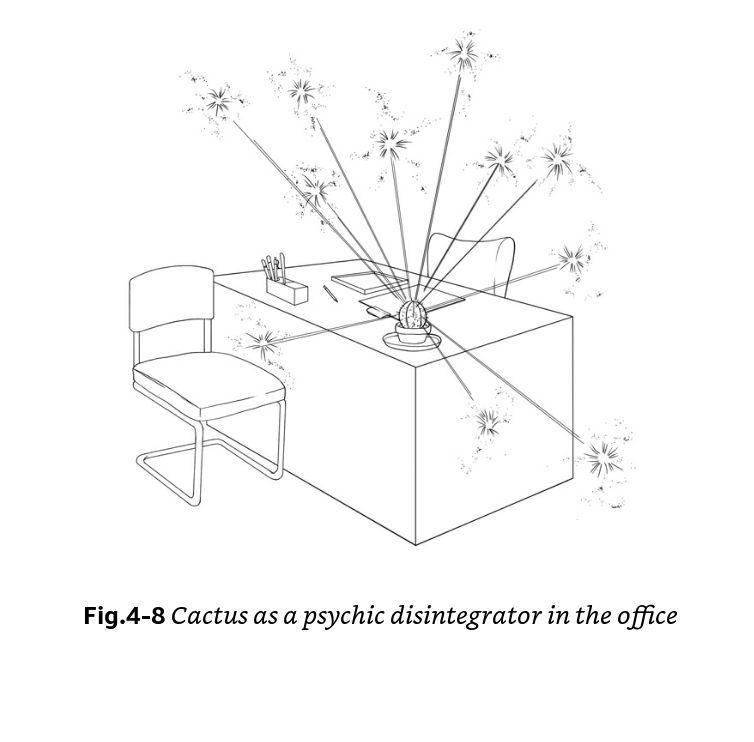 Fig.4-8 Cactus as a psychic disintegrator in the office